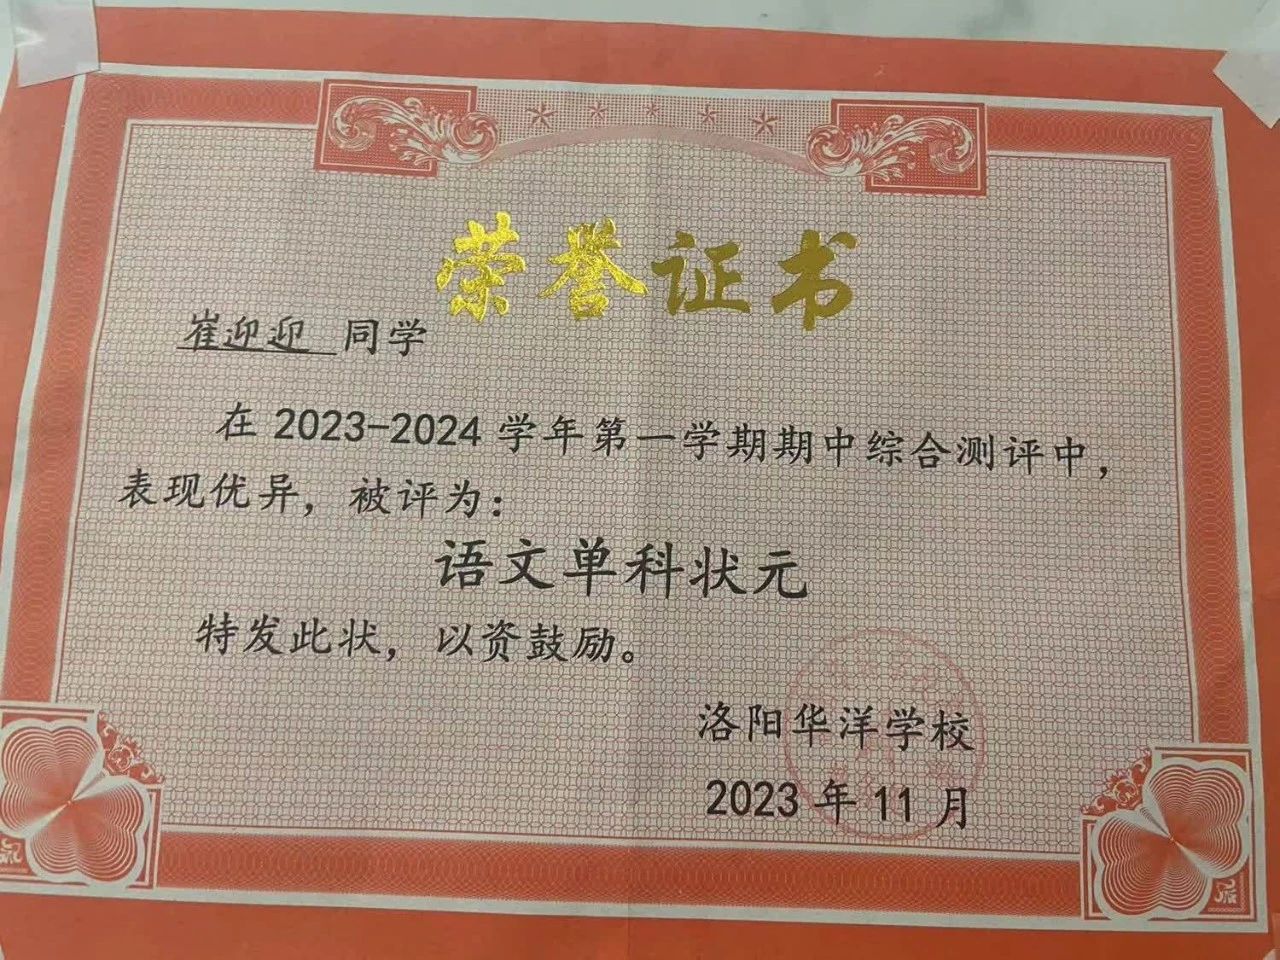 荣誉证书
崔迎迎 同学
在 2023-2024 学年第一学期期中综合测评中，
表现优异，被评为：
语文单科状元
特发此状，以资鼓励。
洛阳华洋学校
2023 年 11 月